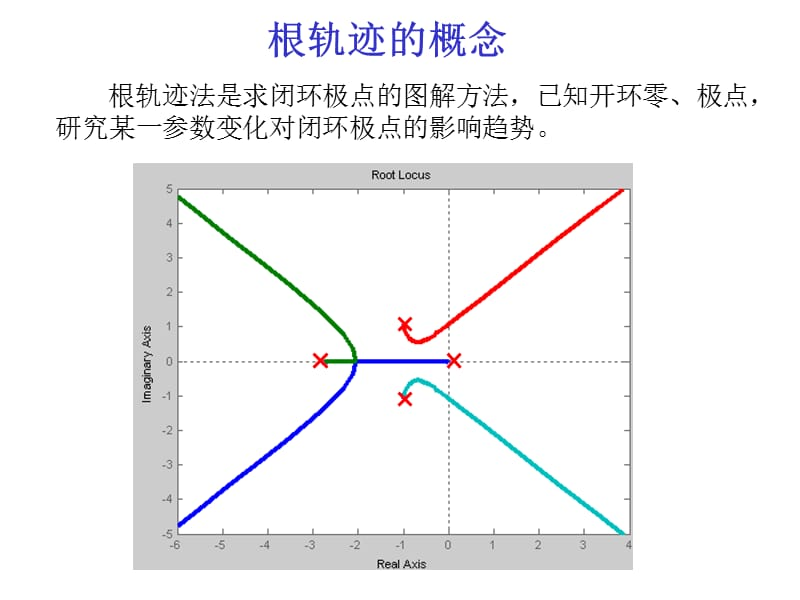 根轨迹的概念
根轨迹法是求闭环极点的图解方法，已知开环零、极点，
研究某一参数变化对闭环极点的影响趋势。
Root Locus
5
4
3
2
1
0
-1
-2
-3
-4
-5
Imaginary Axis
-6 -5 -4 -3 -2 -1 0 1 2 3 4
Real Axis